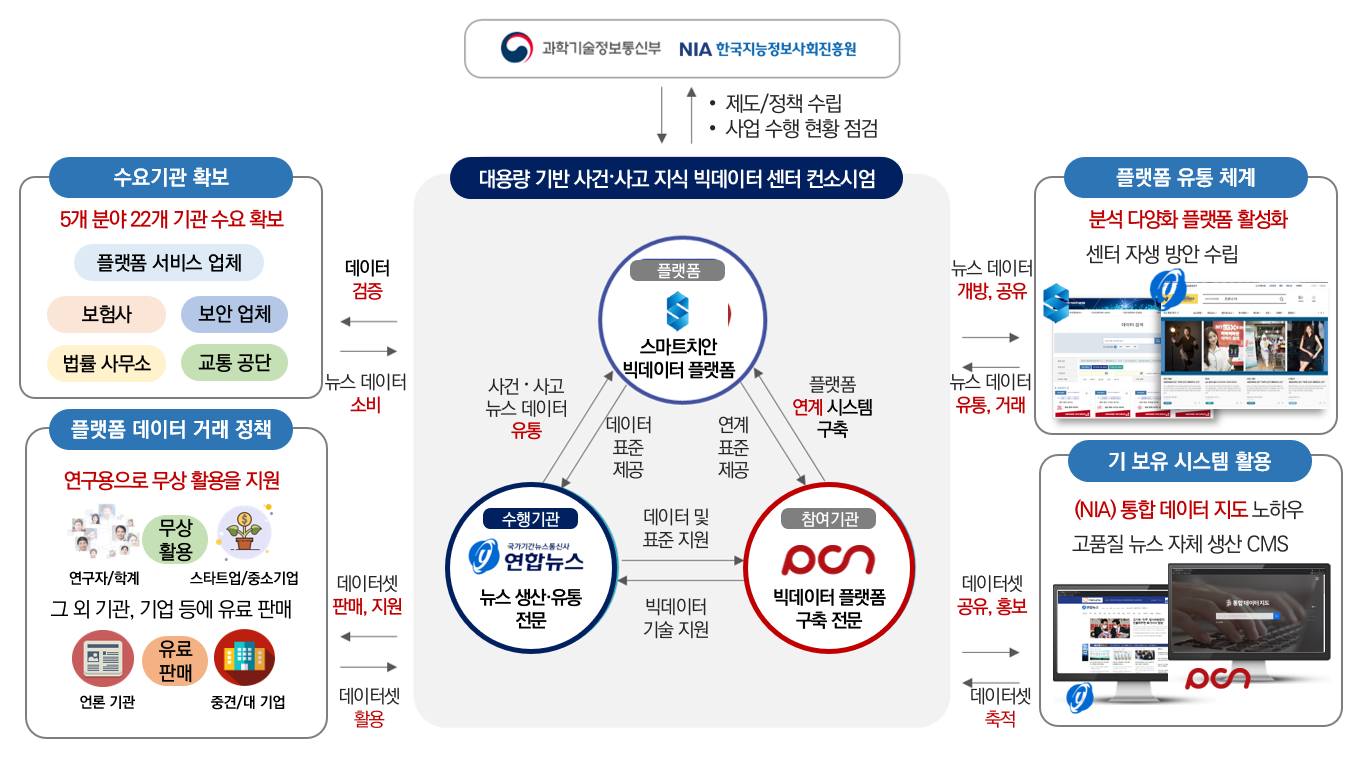 과학기술정보통신부
NIA 한국지능정보사회진흥원
• 제도/정책 수립
• 사업 수행 현황 점검
수요기관 확보
5개 분야 22개 기관 수요 확보
플랫폼 서비스 업체
보험사
보안 업체
법률 사무소
교통 공단
데이터
검증
뉴스 데이터
소비
플랫폼 데이터 거래 정책
연구용으로 무상 활용을 지원
무상
활용
연구자/학계
스타트업/중소기업
그 외 기관, 기업 등에 유료 판매
유료
판매
언론 기관
중견/대 기업
데이터셋
판매, 지원
데이터셋
활용
대용량 기반 사건·사고 지식 빅데이터 센터 컨소시엄
플랫폼
스마트치안
빅데이터 플랫폼
사건·사고
뉴스 데이터
유통
데이터
표준
제공
연계
표준
제공
플랫폼
연계 시스템
구축
수행기관
국가기간뉴스통신사
연합뉴스
뉴스 생산·유통
전문
데이터 및
표준 지원
빅데이터
기술 지원
참여기관
pcn
빅데이터 플랫폼
구축 전문
뉴스 데이터
개방, 공유
뉴스 데이터
유통, 거래
플랫폼 유통 체계
분석 다양화 플랫폼 활성화
센터 자생 방안 수립
데이터 검색
데이터셋
공유, 홍보
데이터셋
축적
기 보유 시스템 활용
(NIA) 통합 데이터 지도 노하우
고품질 뉴스 자체 생산 CMS
연합뉴스
통합 데이터 지도
pcn